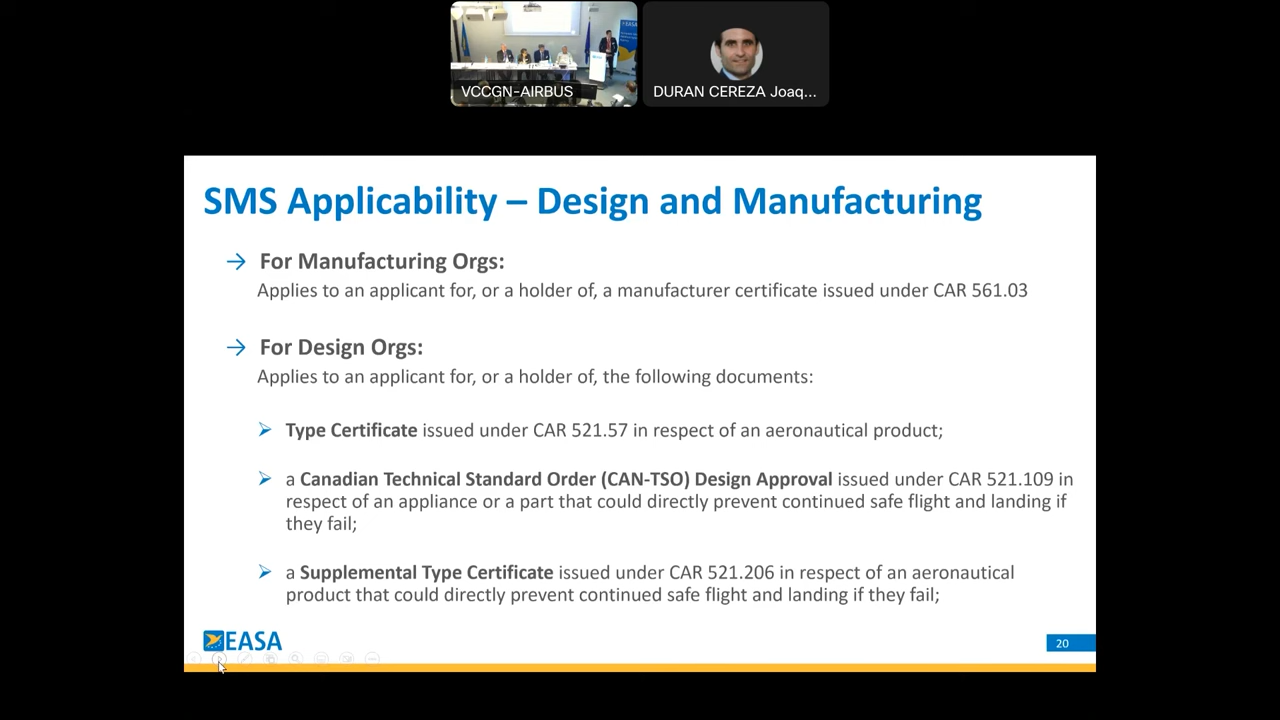 VCCGN-AIRBUS
DURAN CEREZA Joaq...
SMS Applicability – Design and Manufacturing
→ For Manufacturing Orgs:
Applies to an applicant for, or a holder of, a manufacturer certificate issued under CAR 561.03
→ For Design Orgs:
Applies to an applicant for, or a holder of, the following documents:
➢ Type Certificate issued under CAR 521.57 in respect of an aeronautical product;
➢ a Canadian Technical Standard Order (CAN-TSO) Design Approval issued under CAR 521.109 in
respect of an appliance or a part that could directly prevent continued safe flight and landing if
they fail;
➢ a Supplemental Type Certificate issued under CAR 521.206 in respect of an aeronautical
product that could directly prevent continued safe flight and landing if they fail;
EASA
20